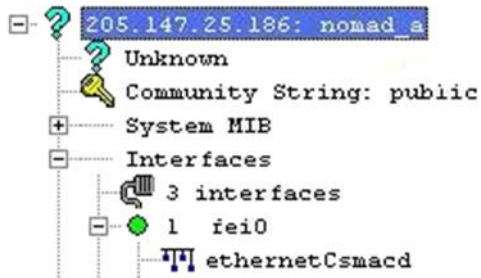 205.147.25.186: nomad_a
Unknown
Community String: public
System MIB
Interfaces
3 interfaces
1 fei0
ethernetCsmacd